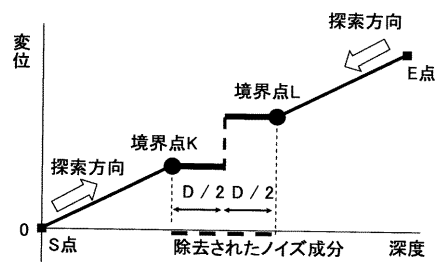 探索方向
変位
E点
境界点L
境界点K
探索方向
D / 2 D / 2
0
S点
除去されたノイズ成分
深度